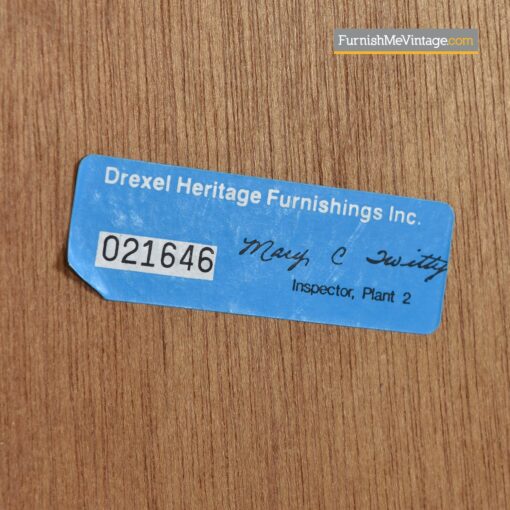 FurnishMeVintage.com
Drexel Heritage Furnishings Inc.
021646
Mary C Twitty
Inspector, Plant 2